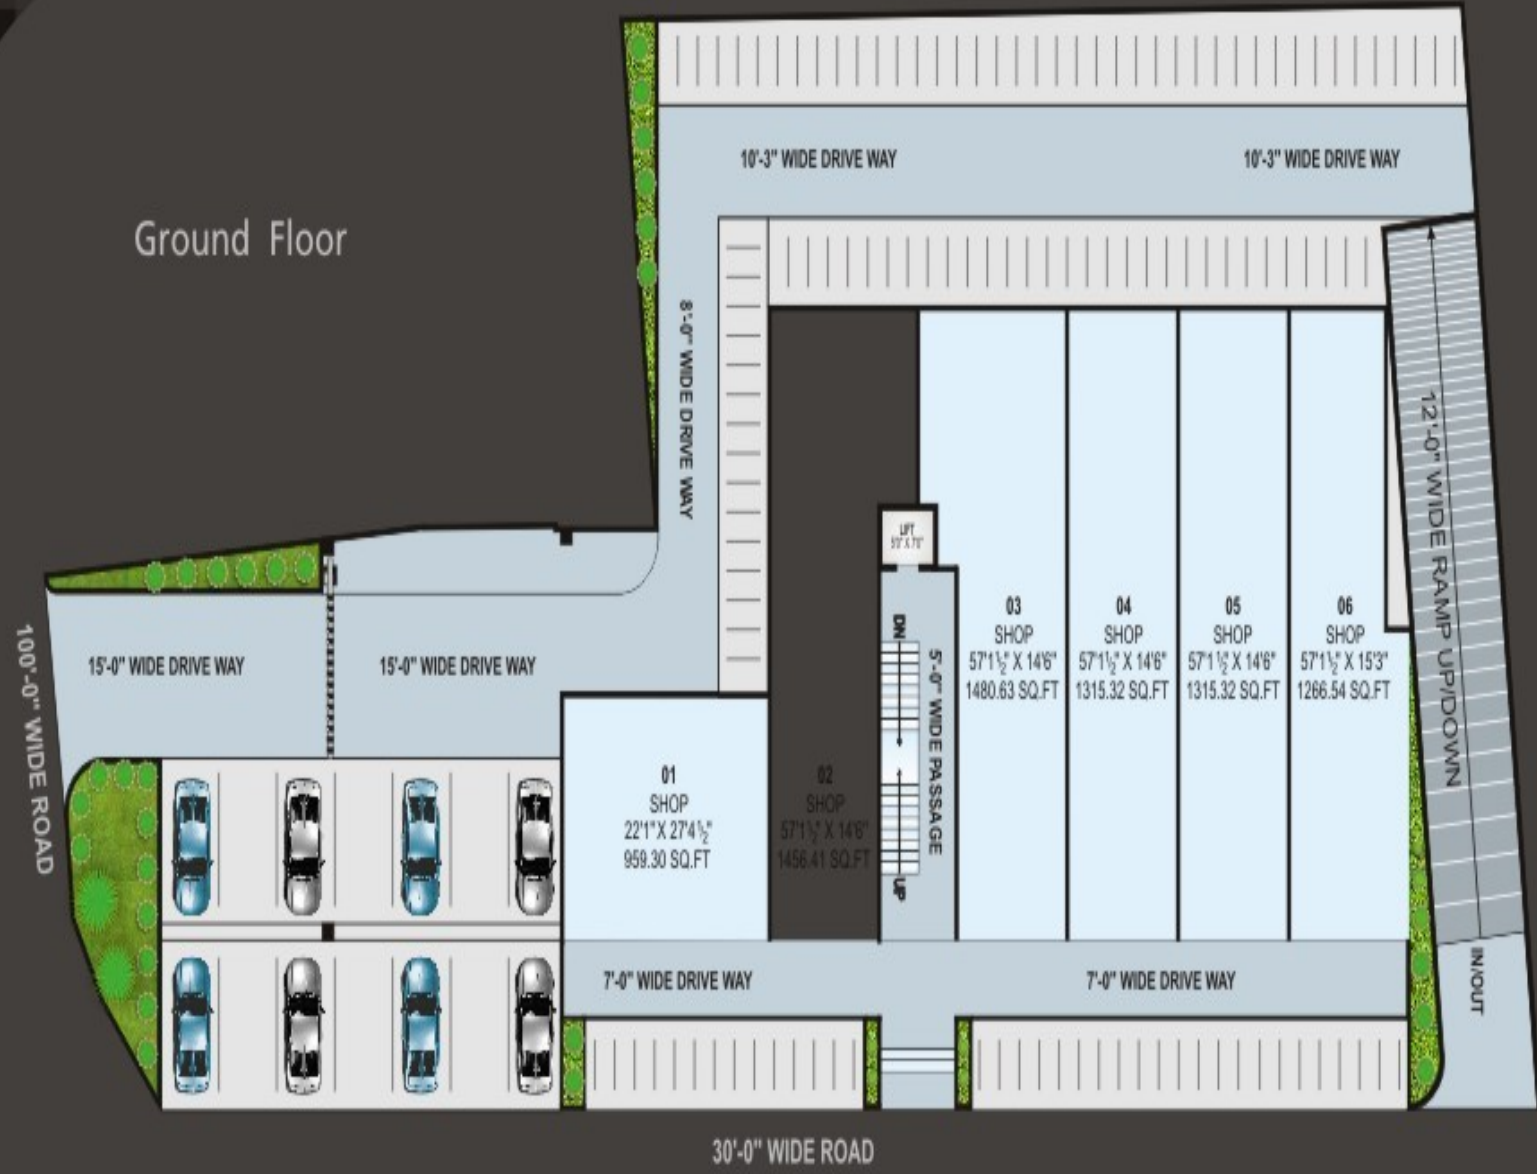 10'-3" WIDE DRIVE WAY
10'-3" WIDE DRIVE WAY
Ground Floor
8'-0" WIDE DRIVE WAY
12'-0" WIDE RAMP UP/DOWN
LIFT
15'-0" WIDE DRIVE WAY
15'-0" WIDE DRIVE WAY
100'-0" WIDE ROAD
DN
5'-0" WIDE PASSAGE
UP
03
SHOP
57'1½" X 14'6"
1480.63 SQ.FT
04
SHOP
57'1½" X 14'6"
1315.32 SQ.FT
05
SHOP
57'1½" X 14'6"
1315.32 SQ.FT
06
SHOP
57'1½" X 15'3"
1266.54 SQ.FT
01
SHOP
22'1" X 27'4½"
959.30 SQ.FT
02
SHOP
57'1½" X 14'6"
1456.41 SQ.FT
7'-0" WIDE DRIVE WAY
7'-0" WIDE DRIVE WAY
IN/OUT
30'-0" WIDE ROAD